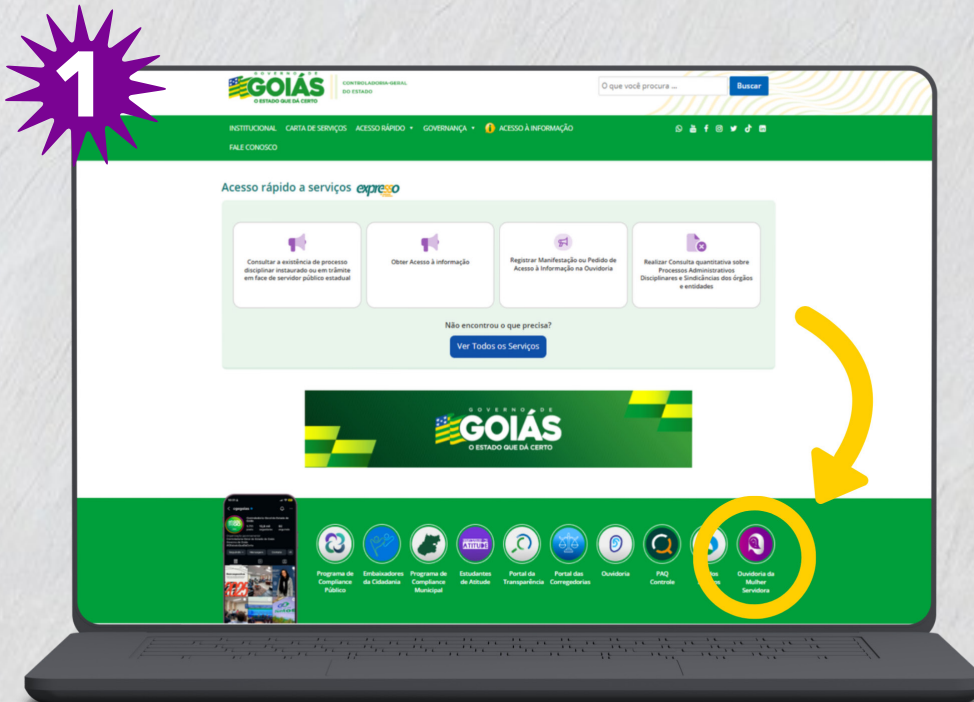 1
GOVERNO DE
GOIÁS
O ESTADO QUE DÁ CERTO
CONTROLADORIA-GERAL
DO ESTADO
O que você procura ...
Buscar
INSTITUCIONAL CARTA DE SERVIÇOS ACESSO RÁPIDO GOVERNANÇA ACESSO À INFORMAÇÃO
FALE CONOSCO
Acesso rápido a serviços expresso
Consultar a existência de processo
disciplinar instaurado ou em trâmite
em face de servidor público estadual
Obter Acesso à informação
Registrar Manifestação ou Pedido de
Acesso à Informação na Ouvidoria
Realizar Consulta quantitativa sobre
Processos Administrativos
Disciplinares e Sindicâncias dos órgãos
e entidades
Não encontrou o que precisa?
Ver Todos os Serviços
GOVERNO DE
GOIÁS
O ESTADO QUE DÁ CERTO
Programa de
Compliance
Público
Embaixadores
da Cidadania
Programa de
Compliance
Municipal
ATITUDE
Estudantes
de Atitude
Portal da
Transparência
Portal das
Corregedorias
Ouvidoria
PAQ
Controle
Ouvidoria da
Mulher
Servidora